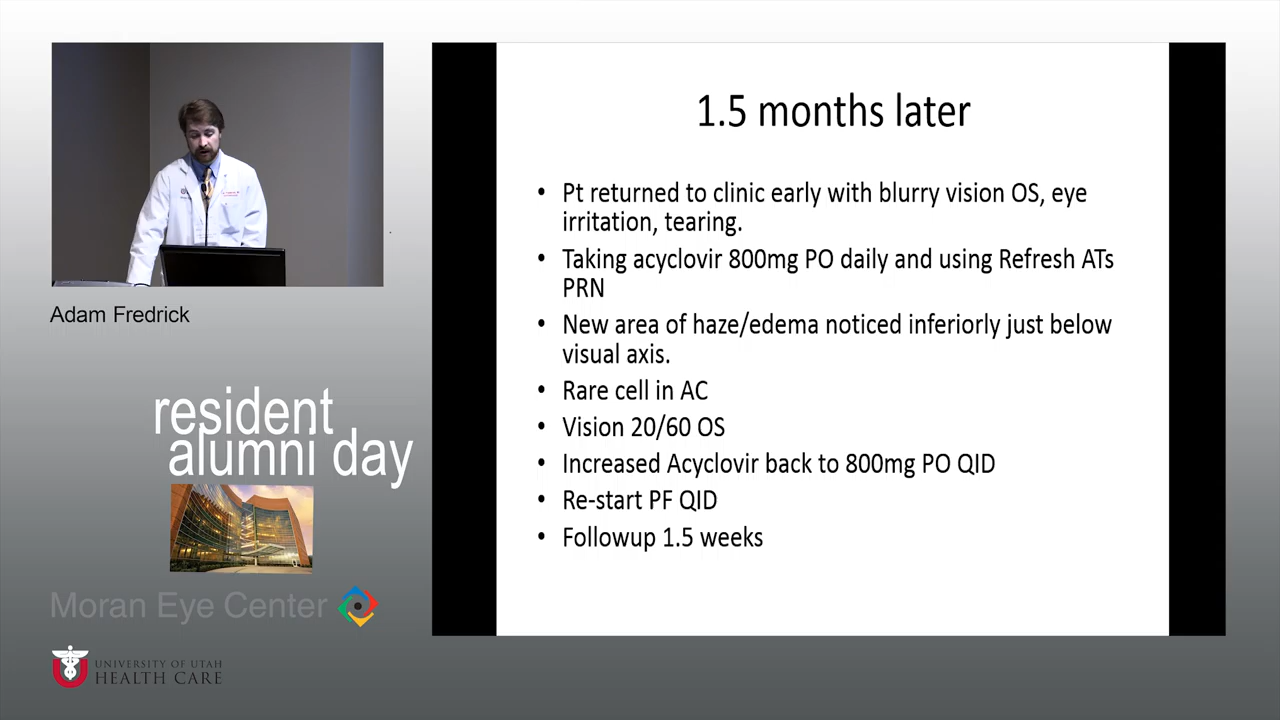 Adam Fredrick
resident
alumni day
Moran Eye Center
UNIVERSITY OF UTAH
HEALTH CARE
1.5 months later
• Pt returned to clinic early with blurry vision OS, eye
irritation, tearing.
• Taking acyclovir 800mg PO daily and using Refresh ATs
PRN
• New area of haze/edema noticed inferiorly just below
visual axis.
• Rare cell in AC
• Vision 20/60 OS
• Increased Acyclovir back to 800mg PO QID
• Re-start PF QID
• Followup 1.5 weeks